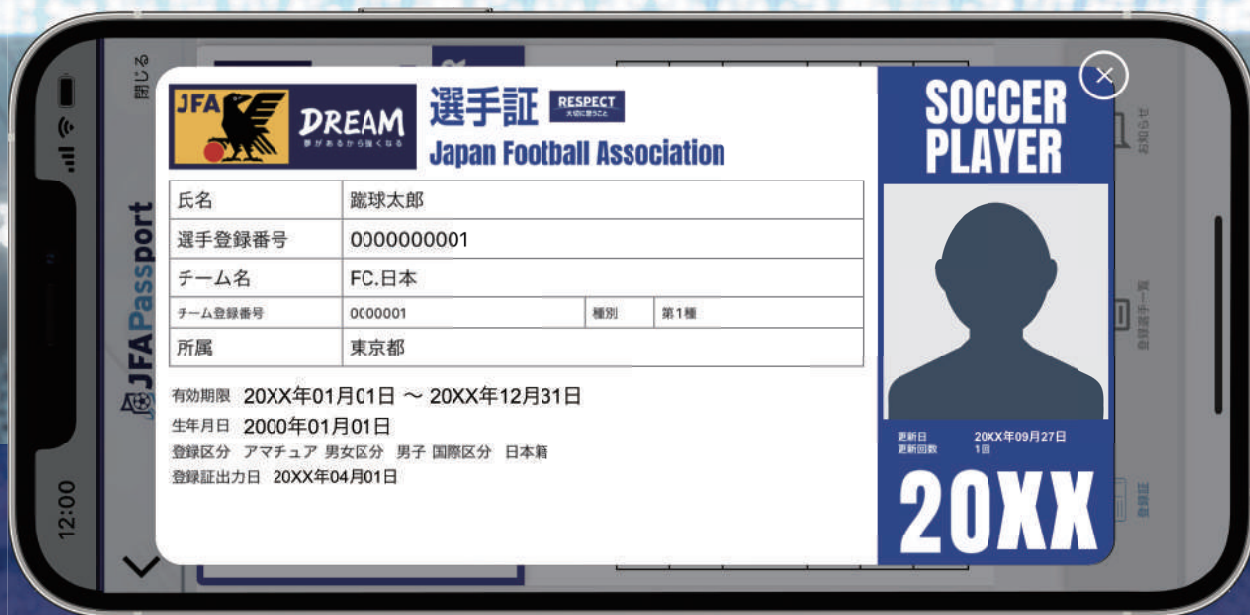 JFA
DREAM
夢があるから強くなる
選手証
RESPECT
大切に思うこと
Japan Football Association
氏名 蹴球太郎
選手登録番号 0000000001
チーム名 FC.日本
チーム登録番号 0000001 種別 第1種
所属 東京都
有効期限 20XX年01月01日 ～ 20XX年12月31日
生年月日 2000年01月01日
登録区分 アマチュア 男女区分 男子 国際区分 日本籍
登録証出力日 20XX年04月01日
SOCCER
PLAYER
更新日 20XX年09月27日
更新回数 1回
20XX
12:00
閉じる
JFAPassport
お知らせ
登録選手一覧
登録証